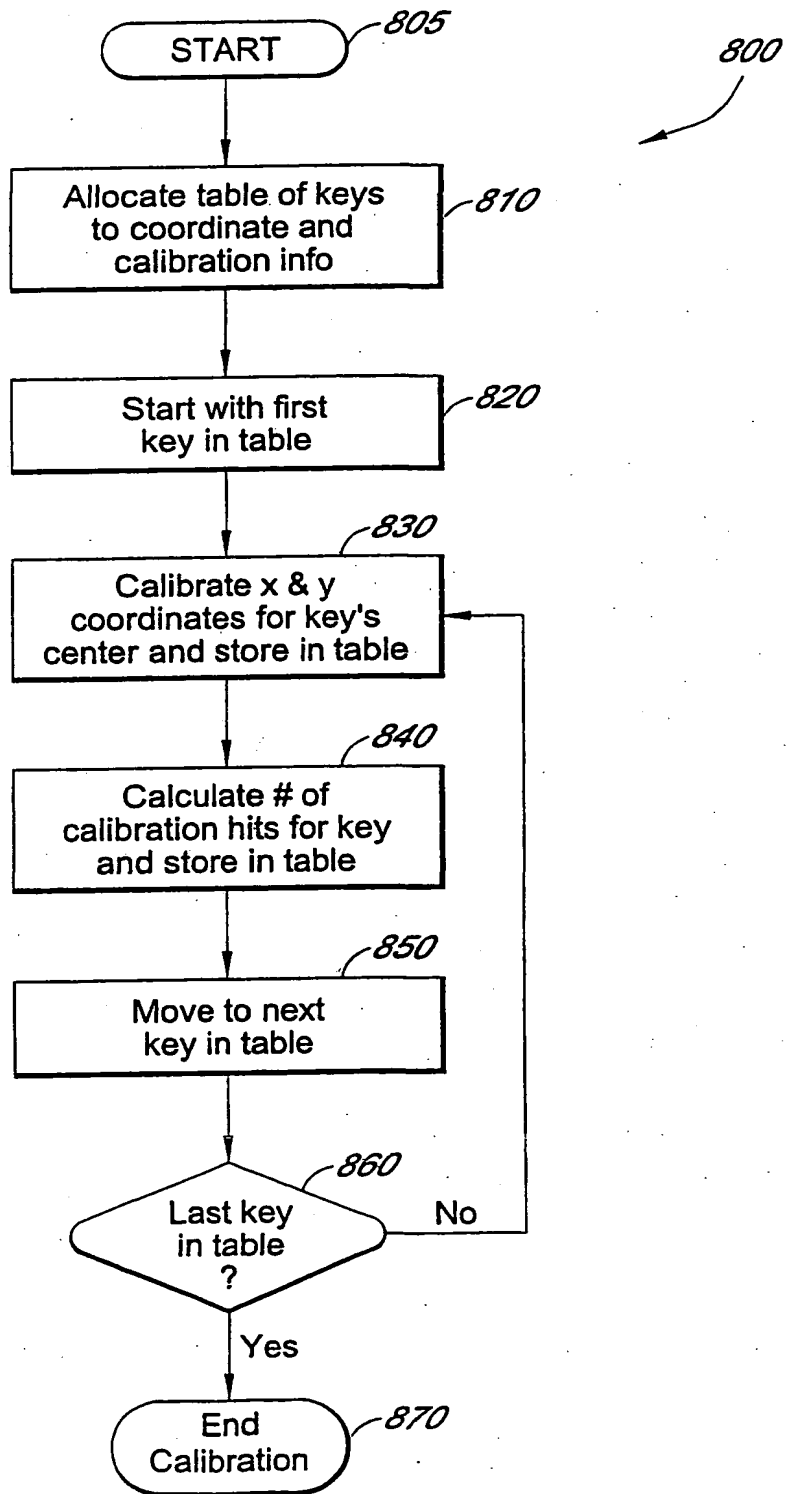 START
805
800
Allocate table of keys
to coordinate and
calibration info
810
Start with first
key in table
820
830
Calibrate x & y
coordinates for key's
center and store in table
840
Calculate # of
calibration hits for key
and store in table
850
Move to next
key in table
860
Last key
in table
?
No
Yes
End
Calibration
870